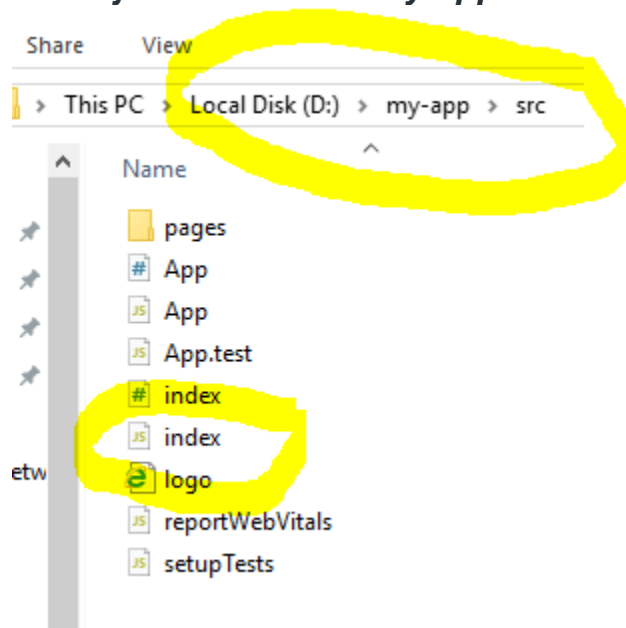 Share View
This PC > Local Disk (D:) > my-app > src
Name
pages
App
App
App.test
index
index
etw
logo
reportWebVitals
setupTests